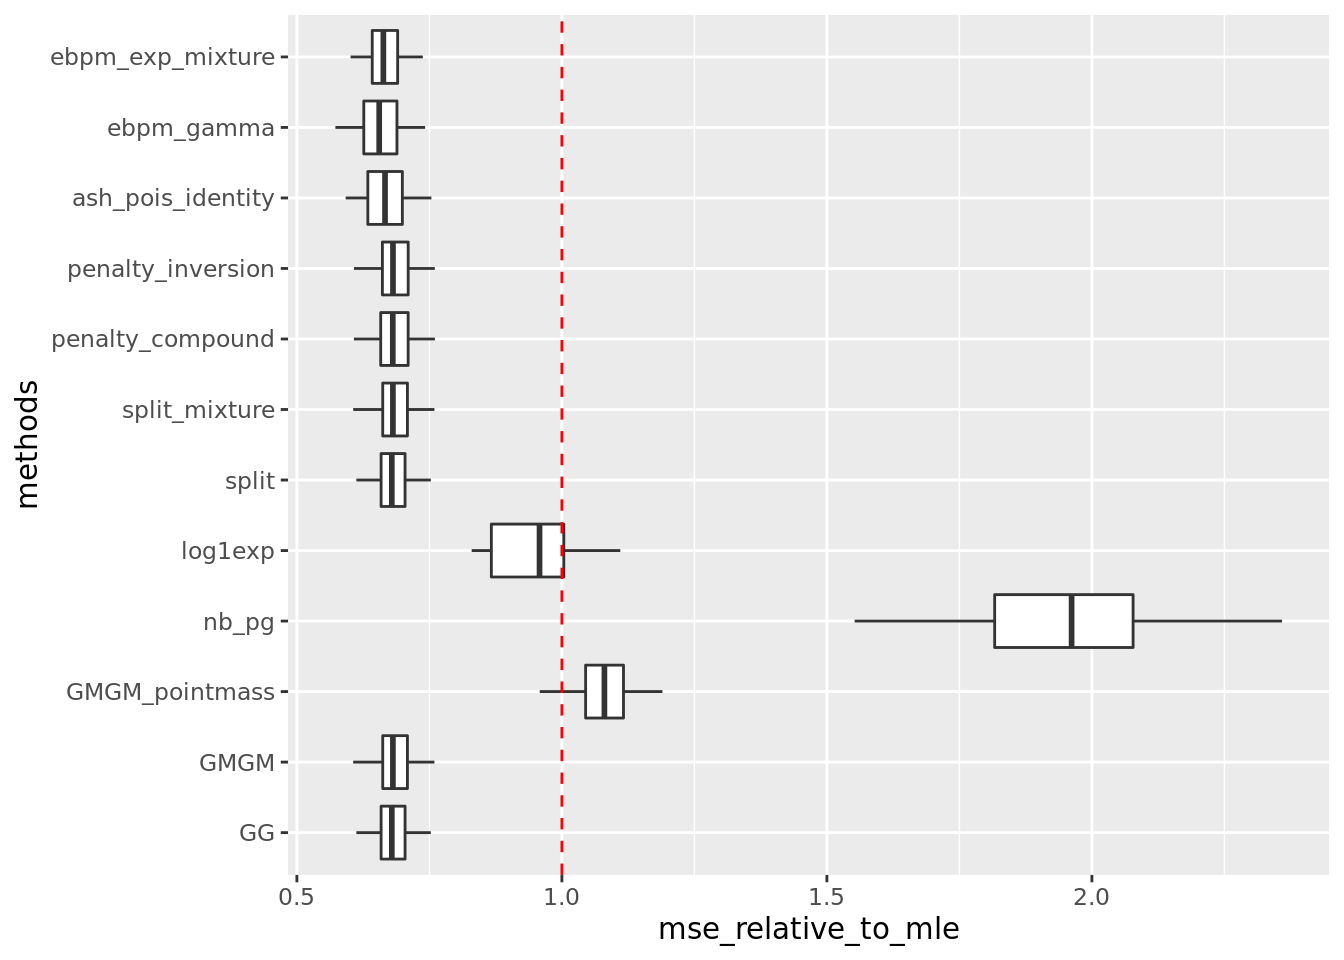 ebpm_exp_mixture
ebpm_gamma
ash_pois_identity
penalty_inversion
penalty_compound
split_mixture
split
log1exp
nb_pg
GMGM_pointmass
GMGM
GG
methods
0.5 1.0 1.5 2.0
mse_relative_to_mle